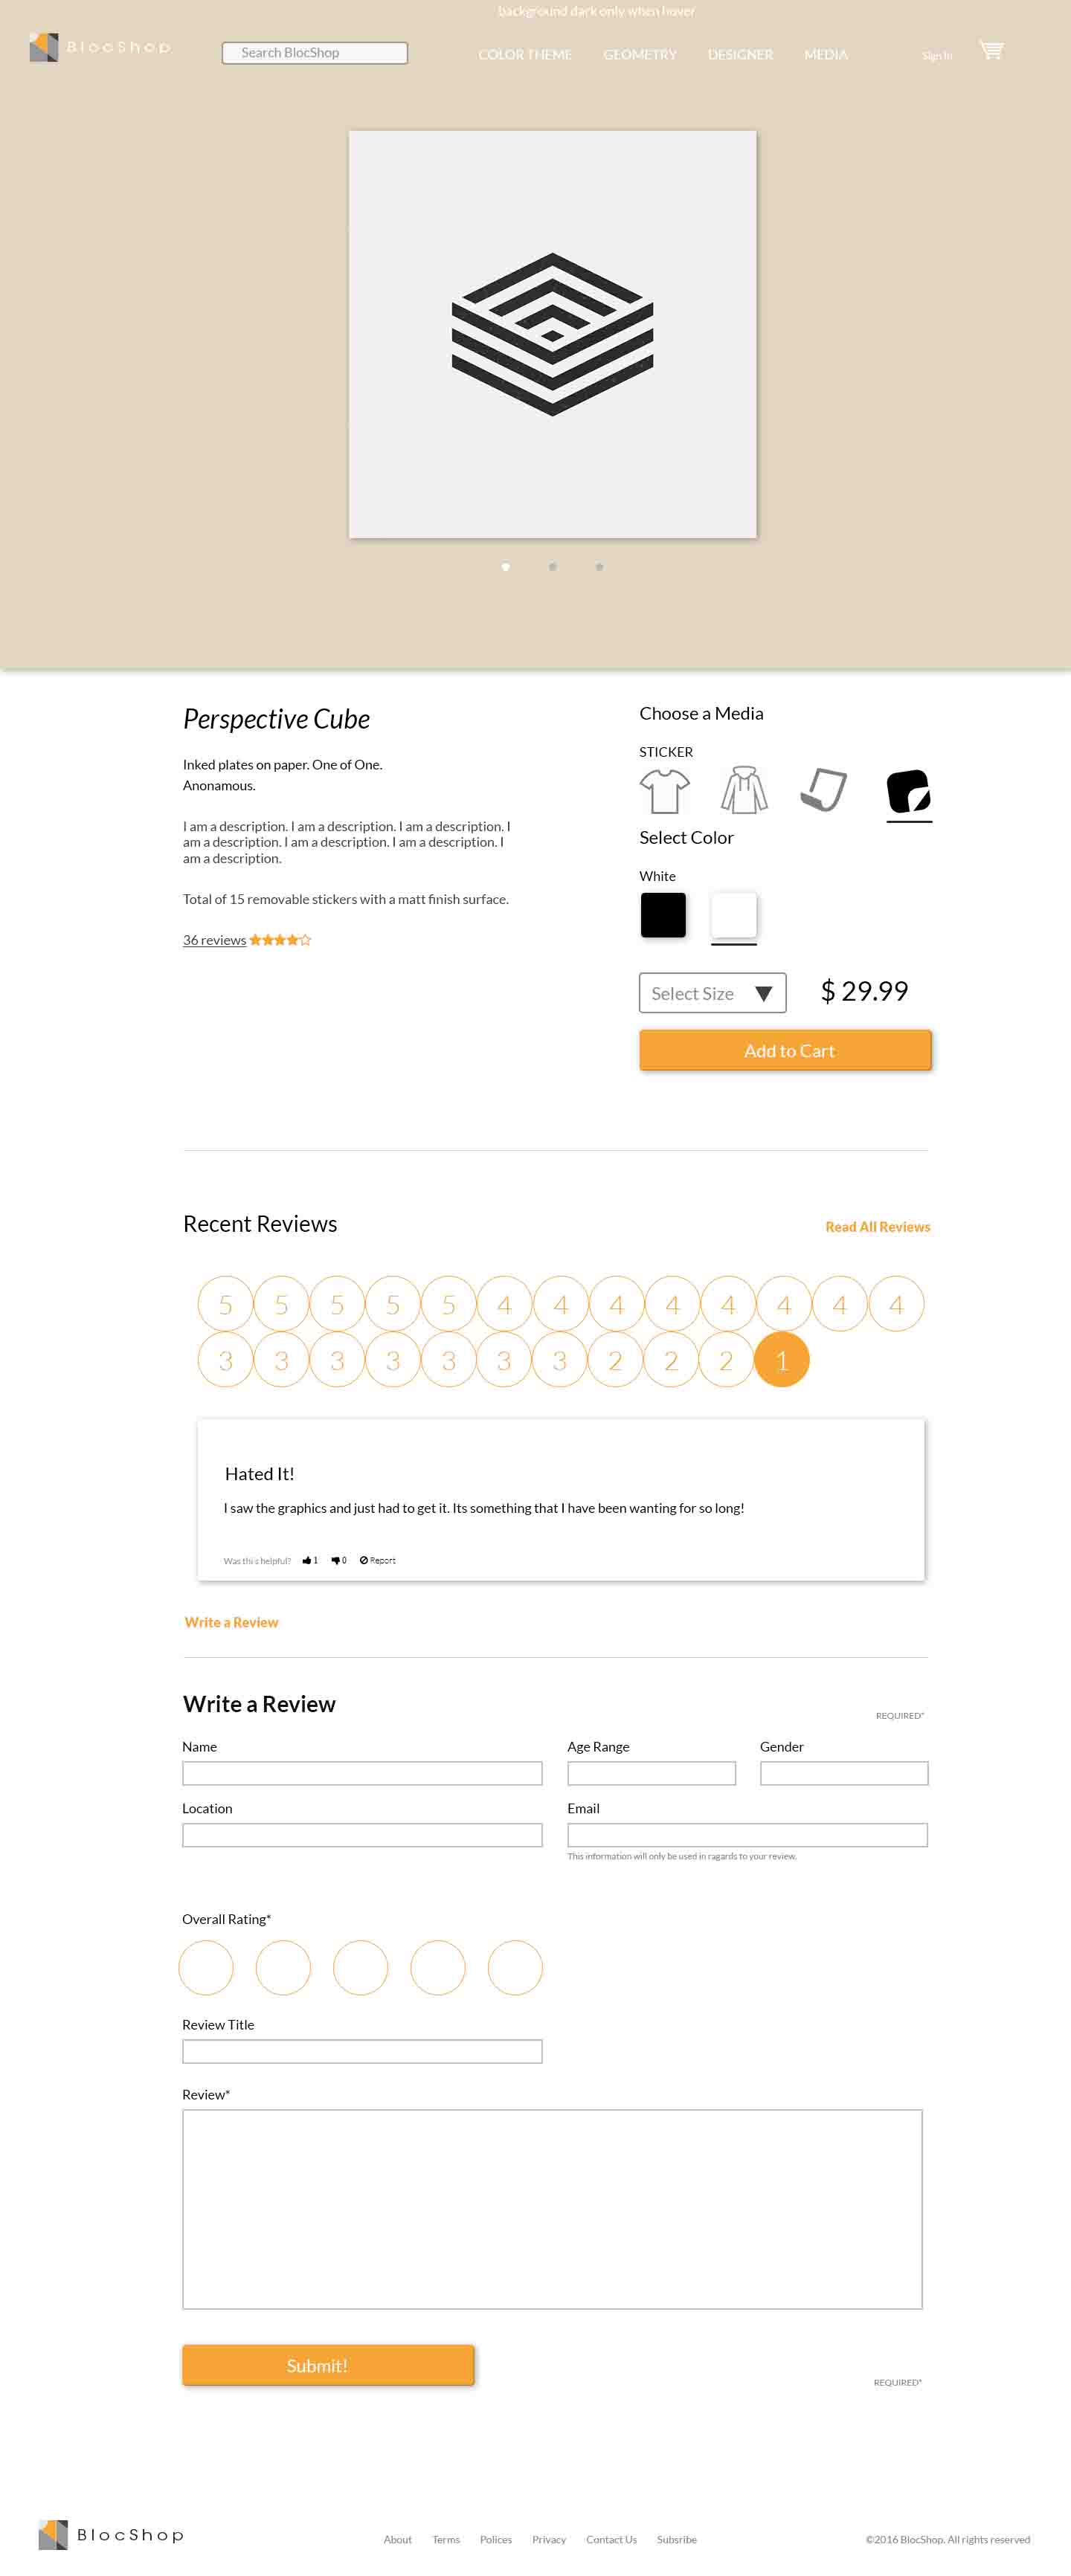 background dark only when hover
BlocShop
Search BlocShop
COLOR THEME GEOMETRY DESIGNER MEDIA
Sign In
Perspective Cube
Inked plates on paper. One of One.
Anonamous.
I am a description. I am a description. I am a description. I
am a description. I am a description. I am a description. I
am a description.
Total of 15 removable stickers with a matt finish surface.
36 reviews
Choose a Media
STICKER
Select Color
White
Select Size
$ 29.99
Add to Cart
Recent Reviews
Read All Reviews
5 5 5 5 5 4 4 4 4 4 4 4 4
3 3 3 3 3 3 3 2 2 2 1
Hated It!
I saw the graphics and just had to get it. Its something that I have been wanting for so long!
Was this helpful? 1 0 Report
Write a Review
Write a Review
REQUIRED*
Name Age Range Gender
Location Email
This information will only be used in ragards to your review.
Overall Rating*
Review Title
Review*
Submit!
REQUIRED*
BlocShop
About Terms Polices Privacy Contact Us Subsribe
©2016 BlocShop. All rights reserved